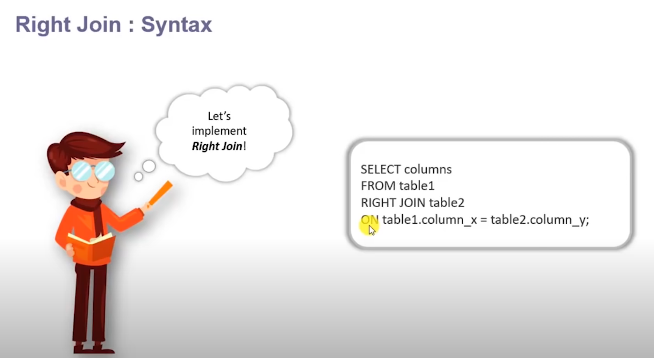 Right Join : Syntax
Let's
implement
Right Join!
SELECT columns
FROM table1
RIGHT JOIN table2
ON table1.column_x = table2.column_y;